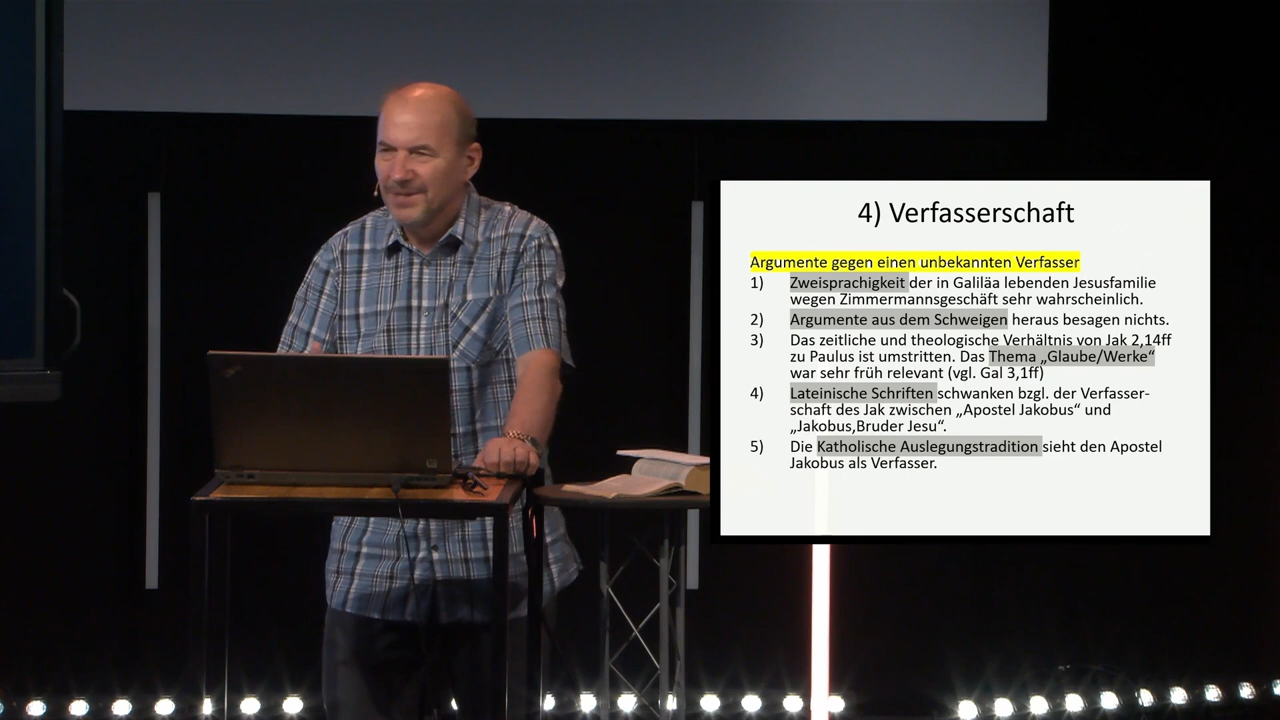 4) Verfasserschaft
Argumente gegen einen unbekannten Verfasser
1) Zweisprachigkeit der in Galiläa lebenden Jesusfamilie
wegen Zimmermannsgeschäft sehr wahrscheinlich.
2) Argumente aus dem Schweigen heraus besagen nichts.
3) Das zeitliche und theologische Verhältnis von Jak 2,14ff
zu Paulus ist umstritten. Das Thema „Glaube/Werke“
war sehr früh relevant (vgl. Gal 3,1ff)
4) Lateinische Schriften schwanken bzgl. der Verfasser-
schaft des Jak zwischen „Apostel Jakobus“ und
„Jakobus,Bruder Jesu“.
5) Die Katholische Auslegungstradition sieht den Apostel
Jakobus als Verfasser.